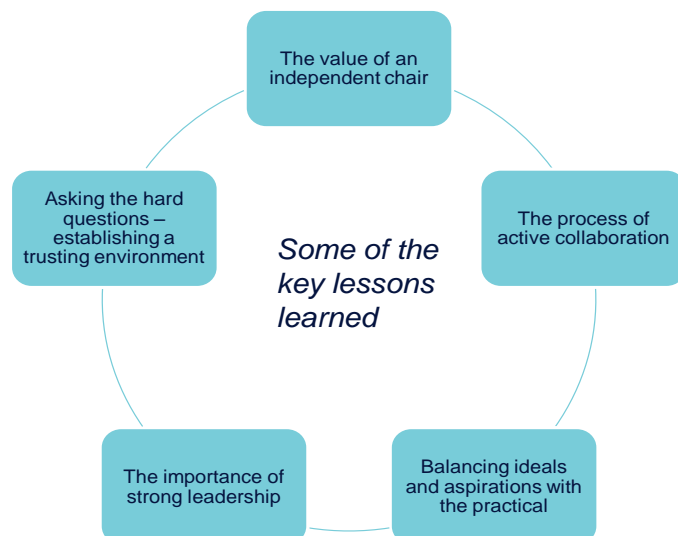 The value of an
independent chair
The process of
active collaboration
Balancing ideals
and aspirations with
the practical
The importance of
strong leadership
Asking the hard
questions –
establishing a
trusting environment
Some of the
key lessons
learned